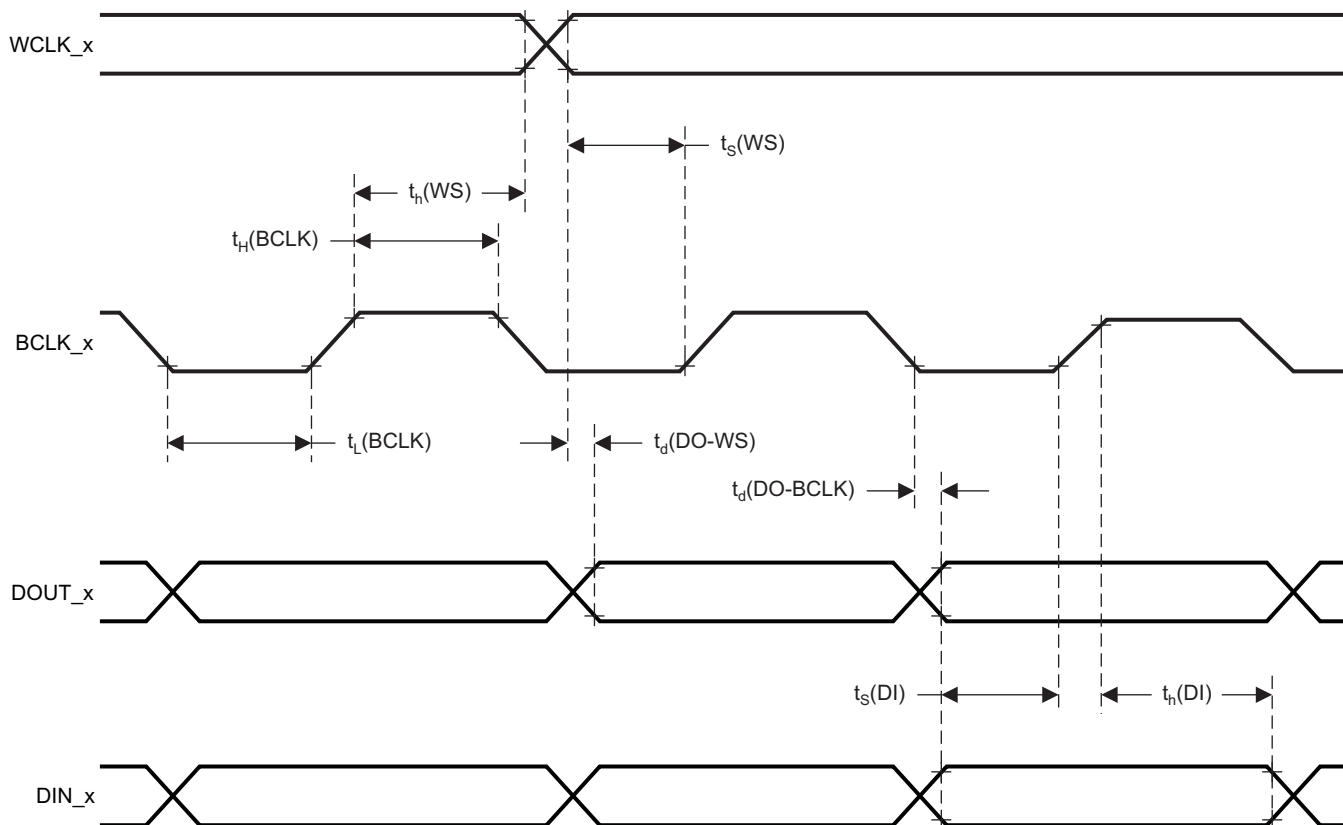 WCLK_x
tS(WS)
th(WS)
tH(BCLK)
BCLK_x
tL(BCLK)
td(DO-WS)
td(DO-BCLK)
DOUT_x
tS(DI)
th(DI)
DIN_x